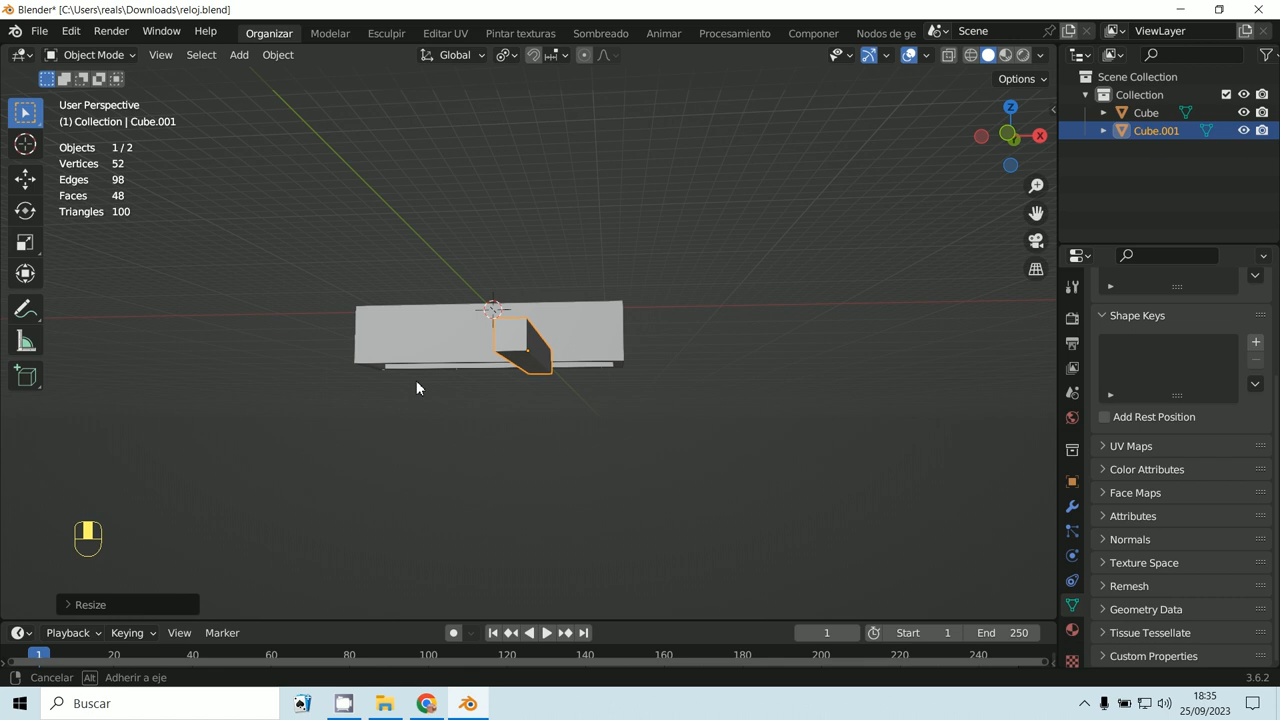 Blender* [C:\Users\reals\Downloads\reloj.blend]
File Edit Render Window Help Organizar Modelar Esculpir Editar UV Pintar texturas Sombreado Animar Procesamiento Componer Nodos de ge Scene ViewLayer
Object Mode View Select Add Object Global
Options
User Perspective
(1) Collection | Cube.001
Objects 1 / 2
Vertices 52
Edges 98
Faces 48
Triangles 100
Z
X
Y
Scene Collection
Collection
Cube
Cube.001
Shape Keys
Add Rest Position
UV Maps
Color Attributes
Face Maps
Attributes
Normals
Texture Space
Remesh
Geometry Data
Tissue Tessellate
Custom Properties
Resize
Playback Keying View Marker 1 Start 1 End 250
1 20 40 60 80 100 120 140 160 180 200 220 240
Cancelar Alt Adherir a eje 3.6.2
Buscar
18:35
25/09/2023